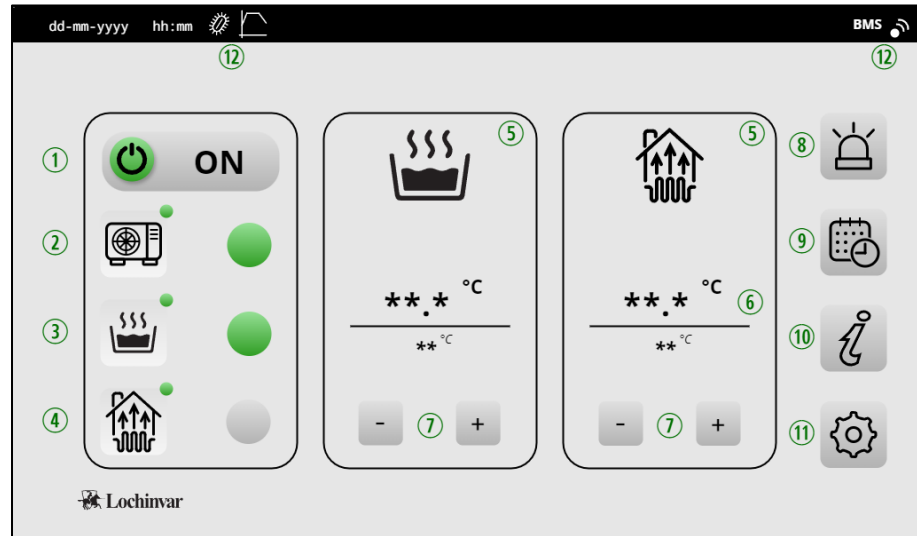 dd-mm-yyyy hh:mm BMS
⑫ ⑫
① ON ⑤ ⑤ ⑧
② ⑨
**.* °C **.* °C ⑥
③ ** °C ** °C ⑩
④ - ⑦ + - ⑦ + ⑪
Lochinvar